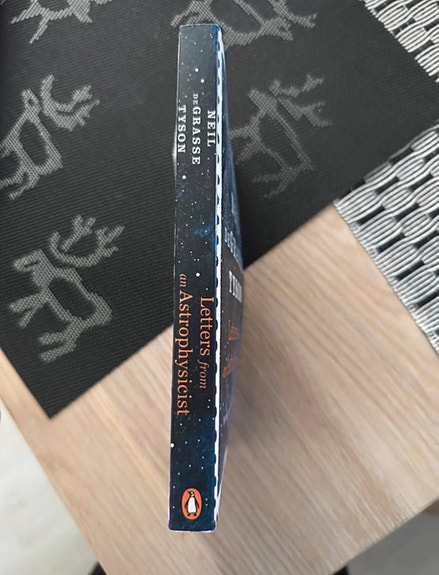 NEIL
DEGRASSE
TYSON
Letters from
an Astrophysicist